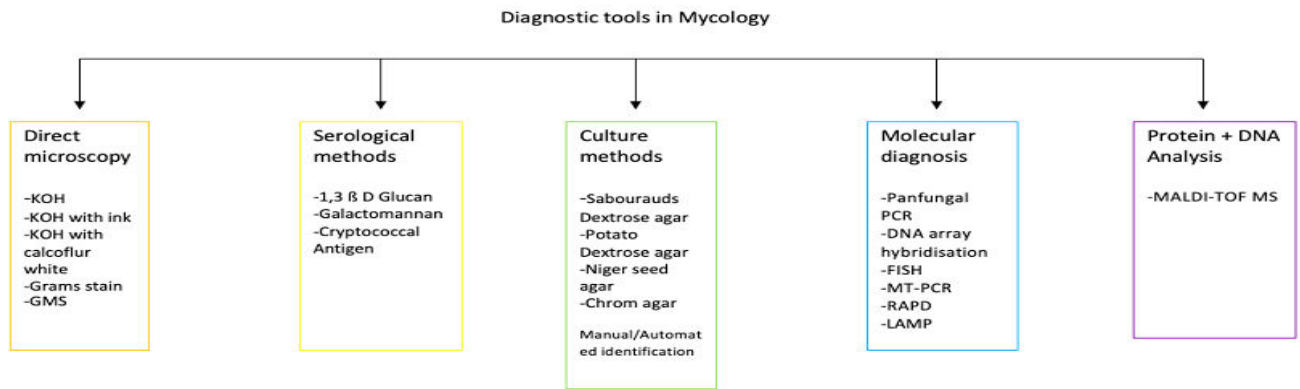 Diagnostic tools in Mycology
Direct
microscopy
-KOH
-KOH with ink
-KOH with
calcoflur
white
-Grams stain
-GMS
Serological
methods
-1,3 ß D Glucan
-Galactomannan
-Cryptococcal
Antigen
Culture
methods
-Sabourauds
Dextrose agar
-Potato
Dextrose agar
-Niger seed
agar
-Chrom agar
Manual/Automat
ed identification
Molecular
diagnosis
-Panfungal
PCR
-DNA array
hybridisation
-FISH
-MT-PCR
-RAPD
-LAMP
Protein + DNA
Analysis
-MALDI-TOF MS